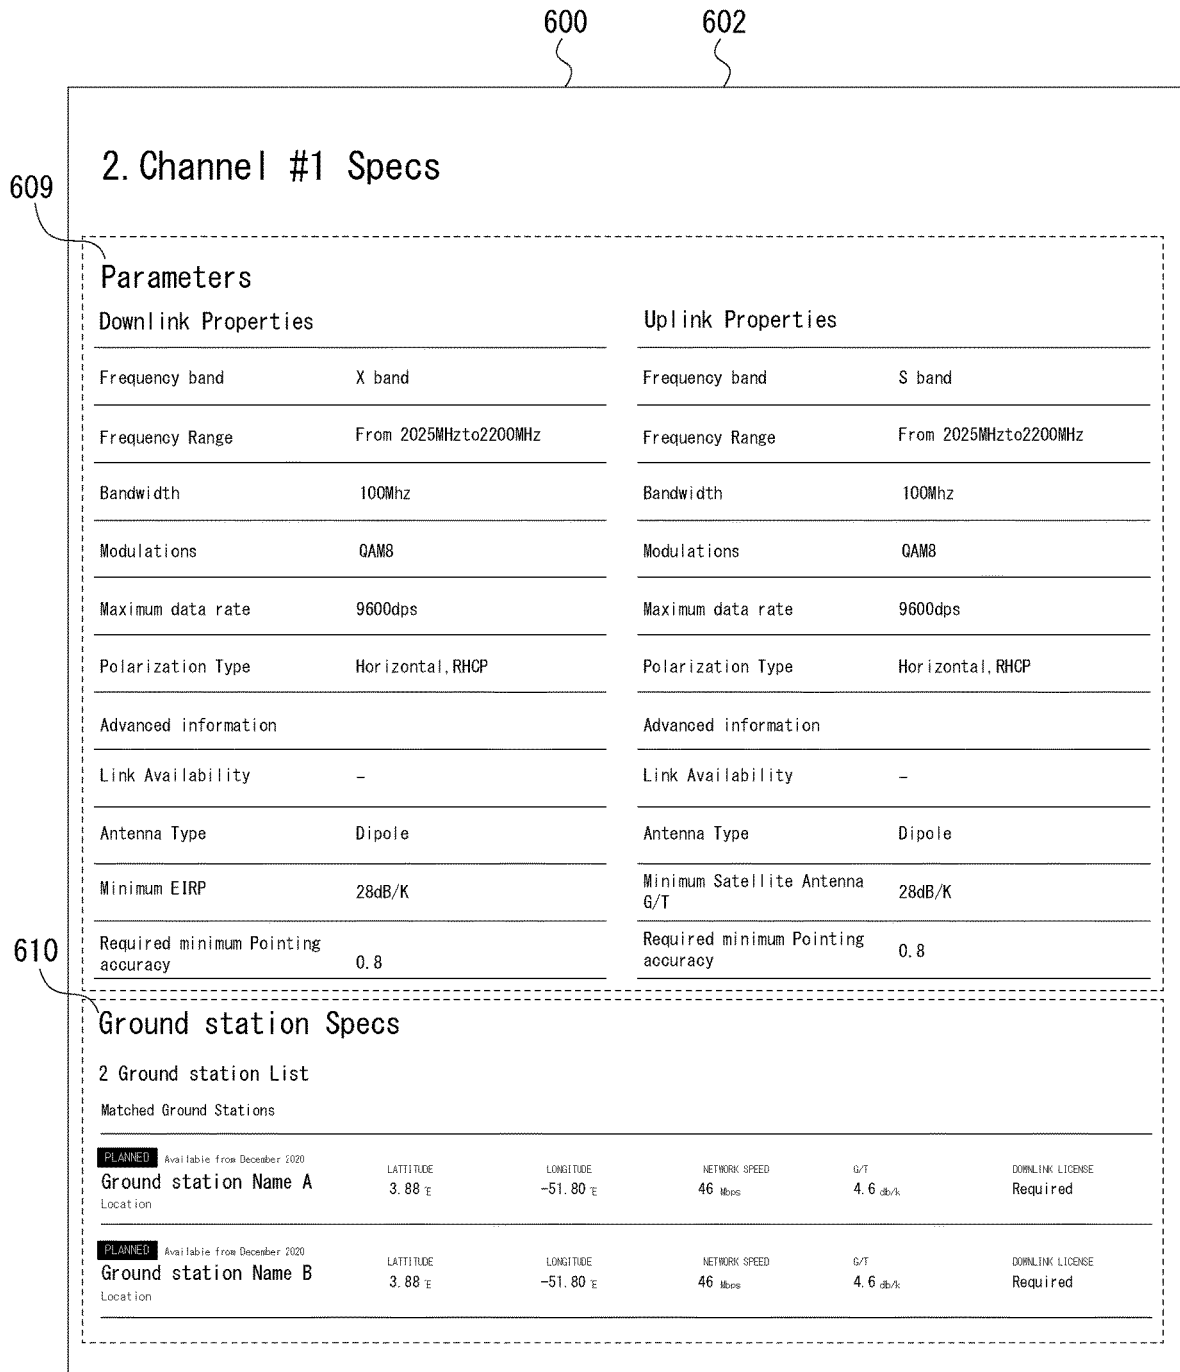 600 602
2. Channel #1 Specs
609
Parameters
Downlink Properties Uplink Properties
Frequency band X band Frequency band S band
Frequency Range From 2025MHzto2200MHz Frequency Range From 2025MHzto2200MHz
Bandwidth 100Mhz Bandwidth 100Mhz
Modulations QAM8 Modulations QAM8
Maximum data rate 9600dps Maximum data rate 9600dps
Polarization Type Horizontal,RHCP Polarization Type Horizontal,RHCP
Advanced information Advanced information
Link Availability – Link Availability –
Antenna Type Dipole Antenna Type Dipole
Minimum EIRP 28dB/K Minimum Satellite Antenna G/T 28dB/K
Required minimum Pointing accuracy 0.8 Required minimum Pointing accuracy 0.8
610
Ground station Specs
2 Ground station List
Matched Ground Stations
PLANNED Available from December 2020
LATTITUDE LONGITUDE NETWORK SPEED G/T DOWNLINK LICENSE
Ground station Name A 3.88 °E -51.80 °E 46 Mbps 4.6 db/k Required
Location
PLANNED Available from December 2020
LATTITUDE LONGITUDE NETWORK SPEED G/T DOWNLINK LICENSE
Ground station Name B 3.88 °E -51.80 °E 46 Mbps 4.6 db/k Required
Location